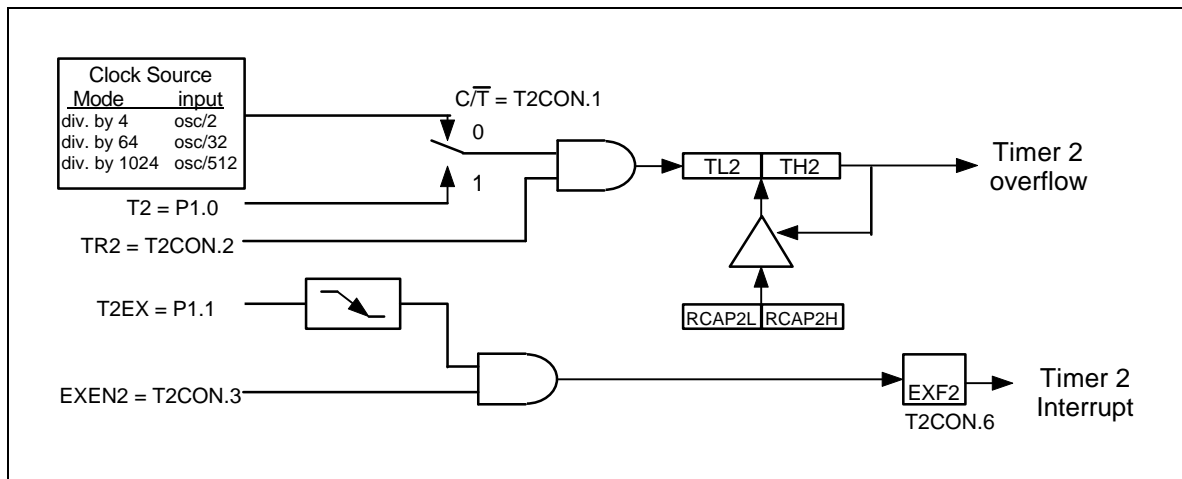 Clock Source
Mode input
div. by 4 osc/2
div. by 64 osc/32
div. by 1024 osc/512
C/T̅ = T2CON.1
0
1
T2 = P1.0
TR2 = T2CON.2
TL2 TH2
Timer 2
overflow
T2EX = P1.1
RCAP2L RCAP2H
EXEN2 = T2CON.3
EXF2
T2CON.6
Timer 2
Interrupt